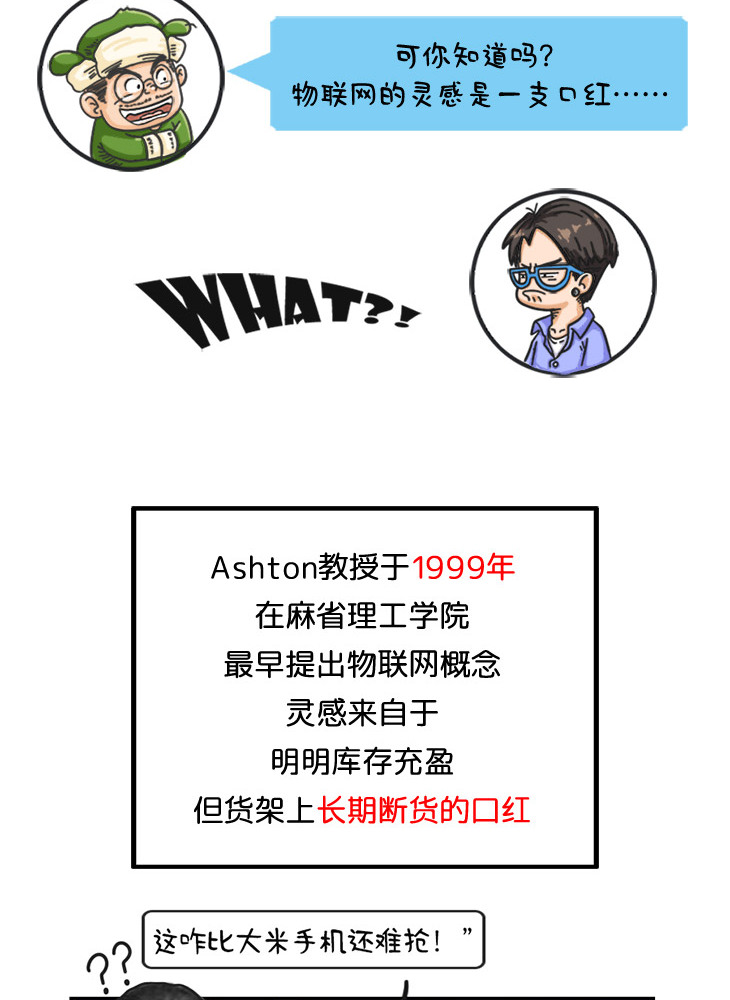 可你知道吗?
物联网的灵感是一支口红……
WHAT?!
Ashton教授于1999年
在麻省理工学院
最早提出物联网概念
灵感来自于
明明库存充盈
但货架上长期断货的口红
这咋比大米手机还难抢！”
??